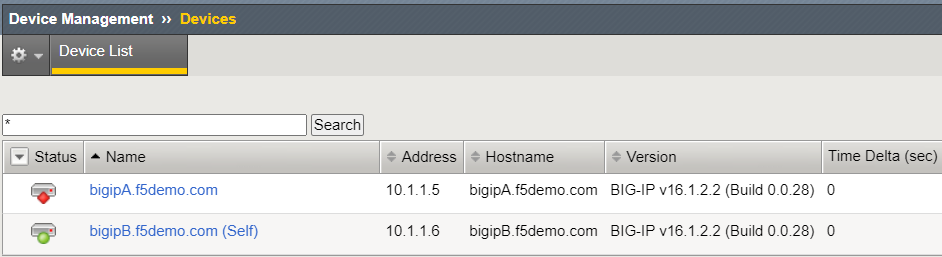 Device Management ›› Devices
Device List
*
Search
Status Name Address Hostname Version Time Delta (sec)
bigipA.f5demo.com 10.1.1.5 bigipA.f5demo.com BIG-IP v16.1.2.2 (Build 0.0.28) 0
bigipB.f5demo.com (Self) 10.1.1.6 bigipB.f5demo.com BIG-IP v16.1.2.2 (Build 0.0.28) 0